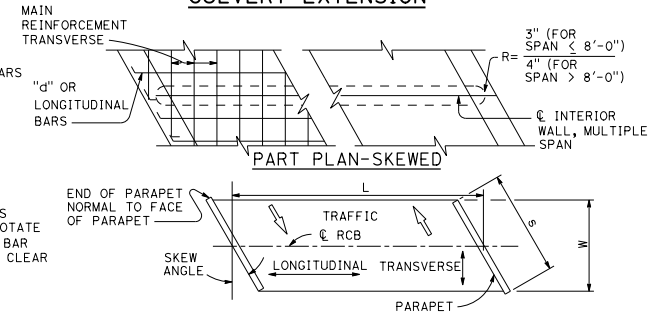 CULVERT EXTENSION
MAIN
REINFORCEMENT
TRANSVERSE
ARS
"d" OR
LONGITUDINAL
BARS
R=
3" (FOR
SPAN ≤ 8'-0")
4" (FOR
SPAN > 8'-0")
℄ INTERIOR
WALL, MULTIPLE
SPAN
PART PLAN-SKEWED
END OF PARAPET
NORMAL TO FACE
OF PARAPET
S
OTATE
BAR
CLEAR
L
TRAFFIC
℄ RCB
S
W
SKEW
ANGLE
LONGITUDINAL
TRANSVERSE
PARAPET